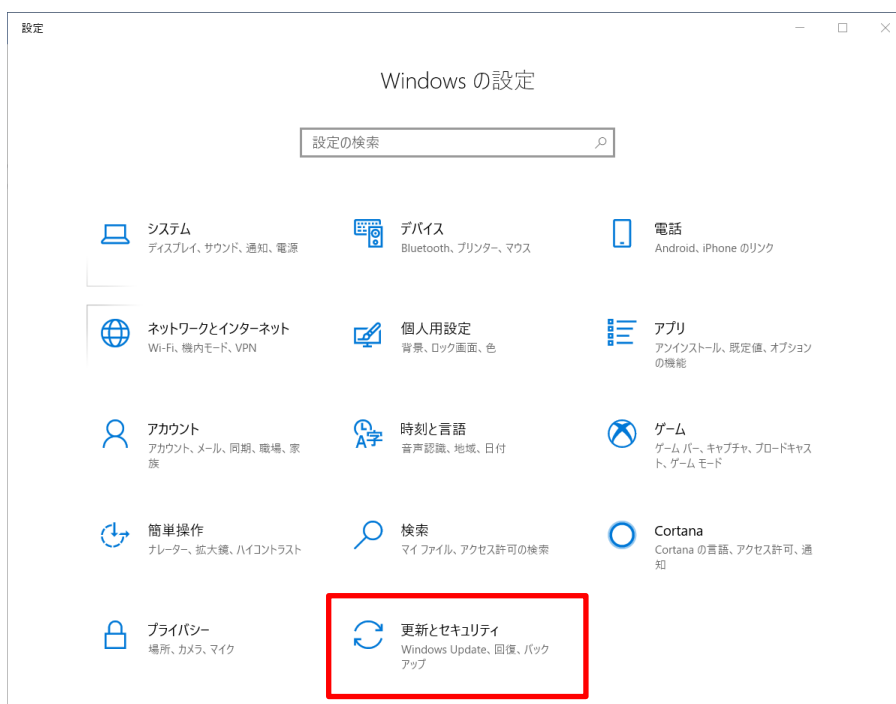 設定
Windows の設定
設定の検索
システム
ディスプレイ、サウンド、通知、電源
デバイス
Bluetooth、プリンター、マウス
電話
Android、iPhone のリンク
ネットワークとインターネット
Wi-Fi、機内モード、VPN
個人用設定
背景、ロック画面、色
アプリ
アンインストール、既定値、オプション
の機能
アカウント
アカウント、メール、同期、職場、家
族
時刻と言語
音声認識、地域、日付
ゲーム
ゲーム バー、キャプチャ、ブロードキャス
ト、ゲーム モード
簡単操作
ナレーター、拡大鏡、ハイコントラスト
検索
マイ ファイル、アクセス許可の検索
Cortana
Cortana の言語、アクセス許可、通
知
プライバシー
場所、カメラ、マイク
更新とセキュリティ
Windows Update、回復、バック
アップ